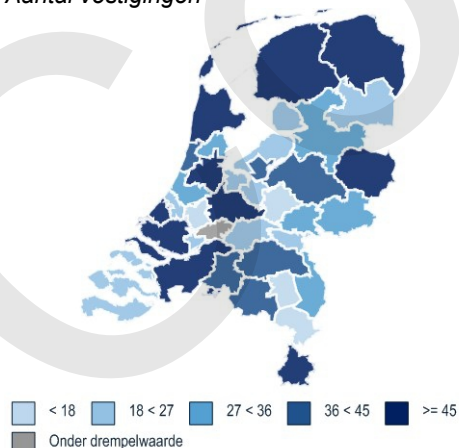 Aantal vestigingen
< 18 18 < 27 27 < 36 36 < 45 >= 45
Onder drempelwaarde